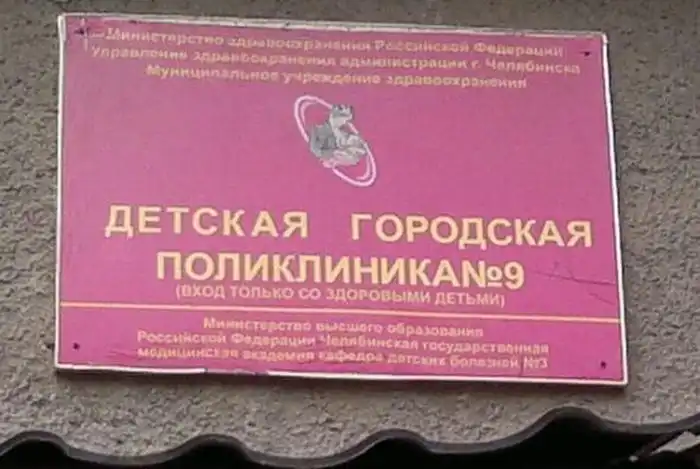 Министерство здравоохранения Российской Федерации
Управление здравоохранения администрации г. Челябинска
Муниципальное учреждение здравоохранения
ДЕТСКАЯ ГОРОДСКАЯ
ПОЛИКЛИНИКА№9
(ВХОД ТОЛЬКО СО ЗДОРОВЫМИ ДЕТЬМИ)
Министерство высшего образования
Российской Федерации Челябинская государственная
медицинская академия кафедра детских болезней №3